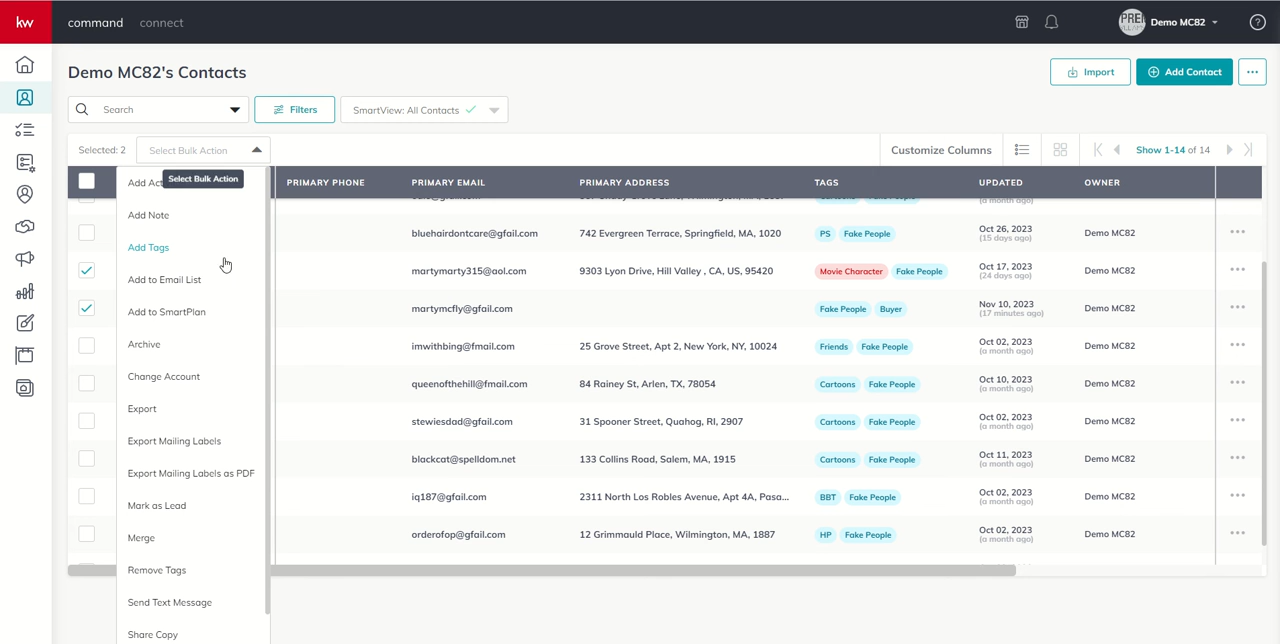 kw command connect Demo MC82
Demo MC82's Contacts Import Add Contact
Search Filters SmartView: All Contacts
Selected: 2 Select Bulk Action Customize Columns Show 1-14 of 14
Select Bulk Action
Add
Add Note
Add Tags
Add to Email List
Add to SmartPlan
Archive
Change Account
Export
Export Mailing Labels
Export Mailing Labels as PDF
Mark as Lead
Merge
Remove Tags
Send Text Message
Share Copy
PRIMARY PHONE PRIMARY EMAIL PRIMARY ADDRESS TAGS UPDATED OWNER
(a month ago)
bluehairdontcare@gfail.com 742 Evergreen Terrace, Springfield, MA, 1020 PS Fake People Oct 26, 2023 Demo MC82
(15 days ago)
martymarty315@aol.com 9303 Lyon Drive, Hill Valley , CA, US, 95420 Movie Character Fake People Oct 17, 2023 Demo MC82
(24 days ago)
martymcfly@gfail.com Fake People Buyer Nov 10, 2023 Demo MC82
(17 minutes ago)
imwithbing@fmail.com 25 Grove Street, Apt 2, New York, NY, 10024 Friends Fake People Oct 02, 2023 Demo MC82
(a month ago)
queenofthehill@fmail.com 84 Rainey St, Arlen, TX, 78054 Cartoons Fake People Oct 10, 2023 Demo MC82
(a month ago)
stewiesdad@gfail.com 31 Spooner Street, Quahog, RI, 2907 Cartoons Fake People Oct 02, 2023 Demo MC82
(a month ago)
blackcat@spelldom.net 133 Collins Road, Salem, MA, 1915 Cartoons Fake People Oct 11, 2023 Demo MC82
(a month ago)
iq187@gfail.com 2311 North Los Robles Avenue, Apt 4A, Pasa... BBT Fake People Oct 02, 2023 Demo MC82
(a month ago)
orderofop@gfail.com 12 Grimmauld Place, Wilmington, MA, 1887 HP Fake People Oct 02, 2023 Demo MC82
(a month ago)